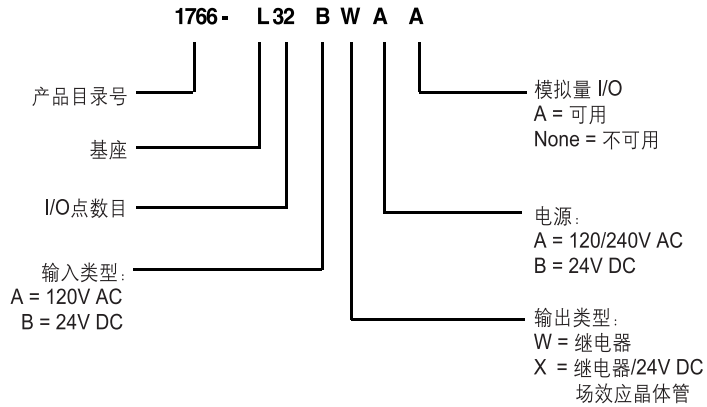 1766 - L 32 B W A A
产品目录号
基座
I/O点数目
输入类型:
A = 120V AC
B = 24V DC
模拟量 I/O
A = 可用
None = 不可用
电源:
A = 120/240V AC
B = 24V DC
输出类型:
W = 继电器
X = 继电器/24V DC
场效应晶体管